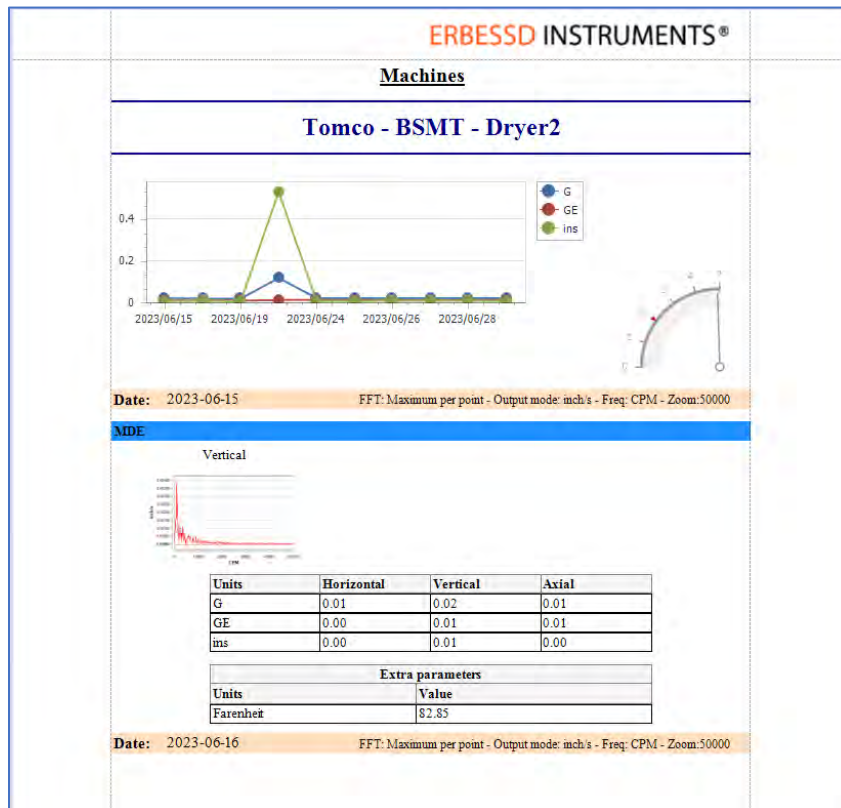 ERBESSD INSTRUMENTS®
Machines
Tomco - BSMT - Dryer2
0.4
0.2
0
2023/06/15 2023/06/19 2023/06/24 2023/06/26 2023/06/28
G
GE
ins
Date: 2023-06-15 FFT: Maximum per point - Output mode: inch/s - Freq: CPM - Zoom:50000
MDE
Vertical
CPM
Units Horizontal Vertical Axial
G 0.01 0.02 0.01
GE 0.00 0.01 0.01
ins 0.00 0.01 0.00
Extra parameters
Units Value
Farenheit 82.85
Date: 2023-06-16 FFT: Maximum per point - Output mode: inch/s - Freq: CPM - Zoom:50000